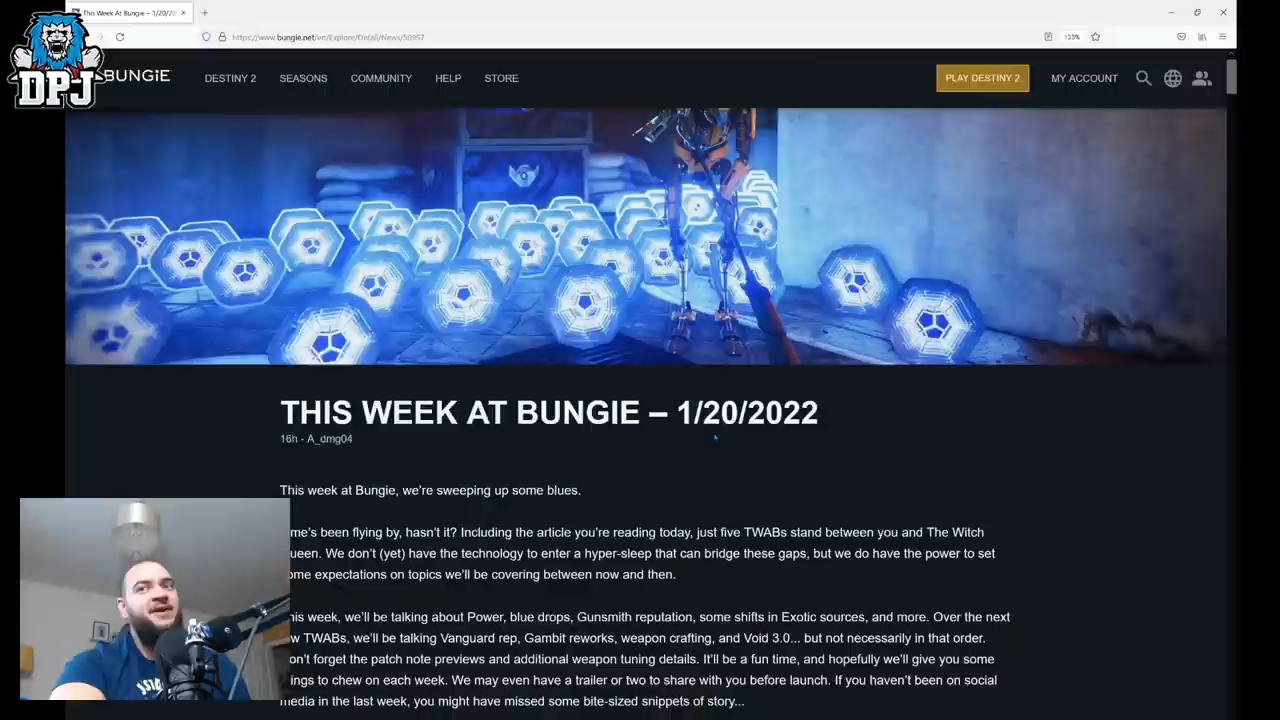 This Week At Bungie – 1/20/202
https://www.bungie.net/en/Explore/Detail/News/50957
133%
DPJ
BUNGIE
DESTINY 2
SEASONS
COMMUNITY
HELP
STORE
PLAY DESTINY 2
MY ACCOUNT
THIS WEEK AT BUNGIE – 1/20/2022
16h - A_dmg04
This week at Bungie, we're sweeping up some blues.
me's been flying by, hasn't it? Including the article you're reading today, just five TWABs stand between you and The Witch
ueen. We don't (yet) have the technology to enter a hyper-sleep that can bridge these gaps, but we do have the power to set
ome expectations on topics we'll be covering between now and then.
his week, we'll be talking about Power, blue drops, Gunsmith reputation, some shifts in Exotic sources, and more. Over the next
w TWABs, we'll be talking Vanguard rep, Gambit reworks, weapon crafting, and Void 3.0... but not necessarily in that order.
on't forget the patch note previews and additional weapon tuning details. It'll be a fun time, and hopefully we'll give you some
ings to chew on each week. We may even have a trailer or two to share with you before launch. If you haven't been on social
media in the last week, you might have missed some bite-sized snippets of story...